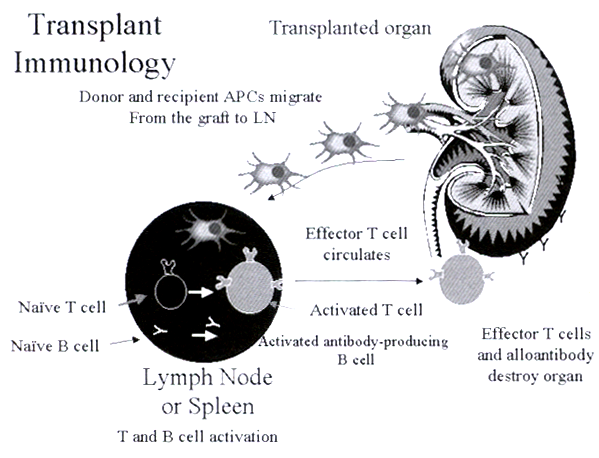 Transplant
Immunology
Transplanted organ
Donor and recipient APCs migrate
From the graft to LN
Effector T cell
circulates
Naïve T cell
Activated T cell
Naïve B cell
Activated antibody-producing
B cell
Effector T cells
and alloantibody
destroy organ
Lymph Node
or Spleen
T and B cell activation